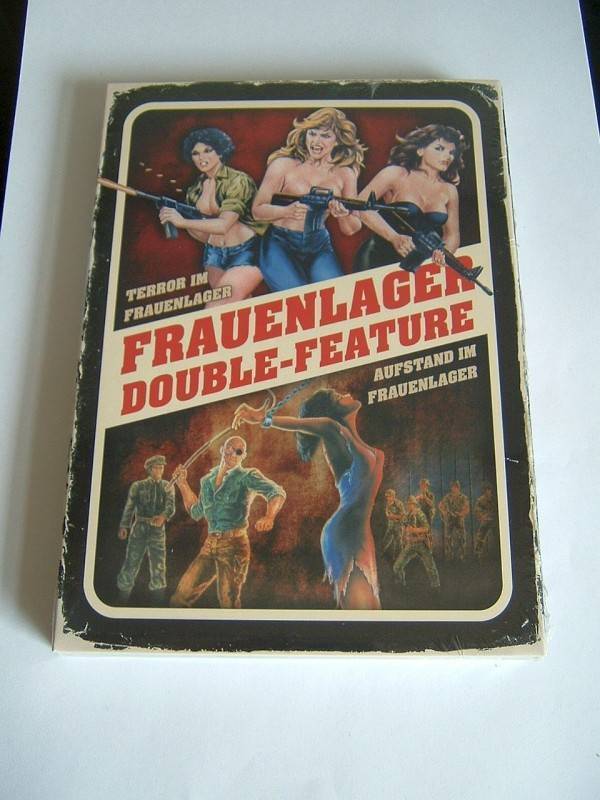 TERROR IM
FRAUENLAGER
FRAUENLAGER
DOUBLE-FEATURE
AUFSTAND IM
FRAUENLAGER